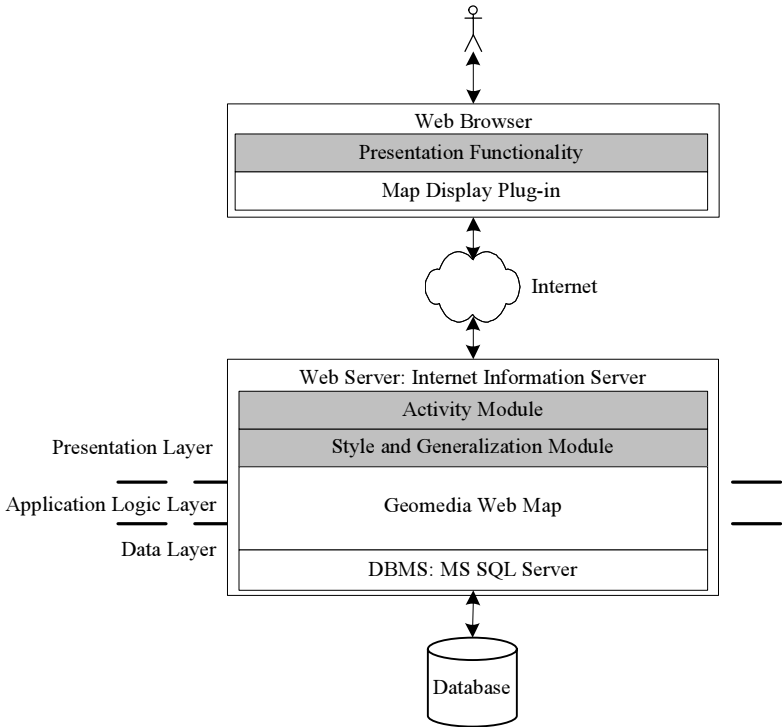 Web Browser
Presentation Functionality
Map Display Plug-in
Internet
Web Server: Internet Information Server
Activity Module
Style and Generalization Module
Presentation Layer
Application Logic Layer
Geomedia Web Map
Data Layer
DBMS: MS SQL Server
Database